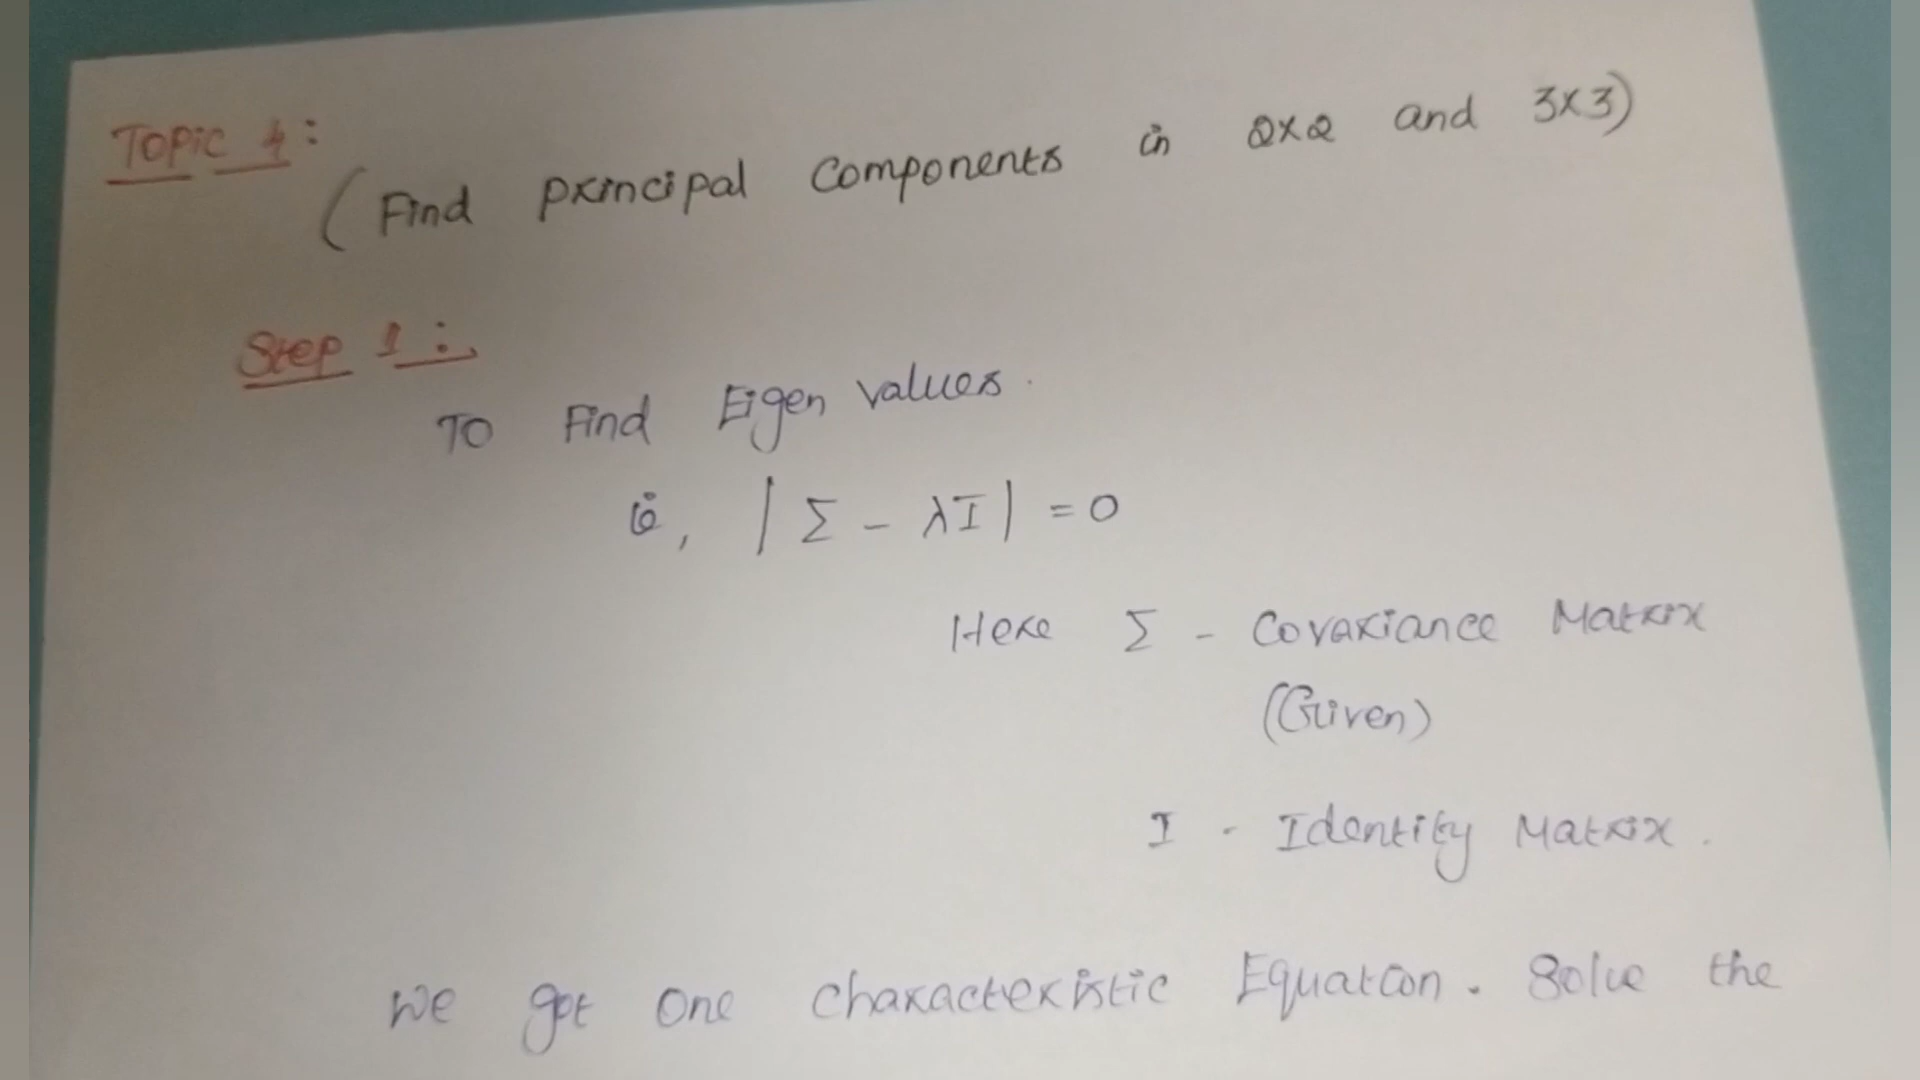 Topic 4:
(Find principal components in 2x2 and 3x3)
Step 1:
TO Find Eigen values.
ie, | Σ - λI | = 0
Here Σ - Covariance Matrix
(Given)
I - Identity Matrix.
We got one characteristic Equation. Solve the